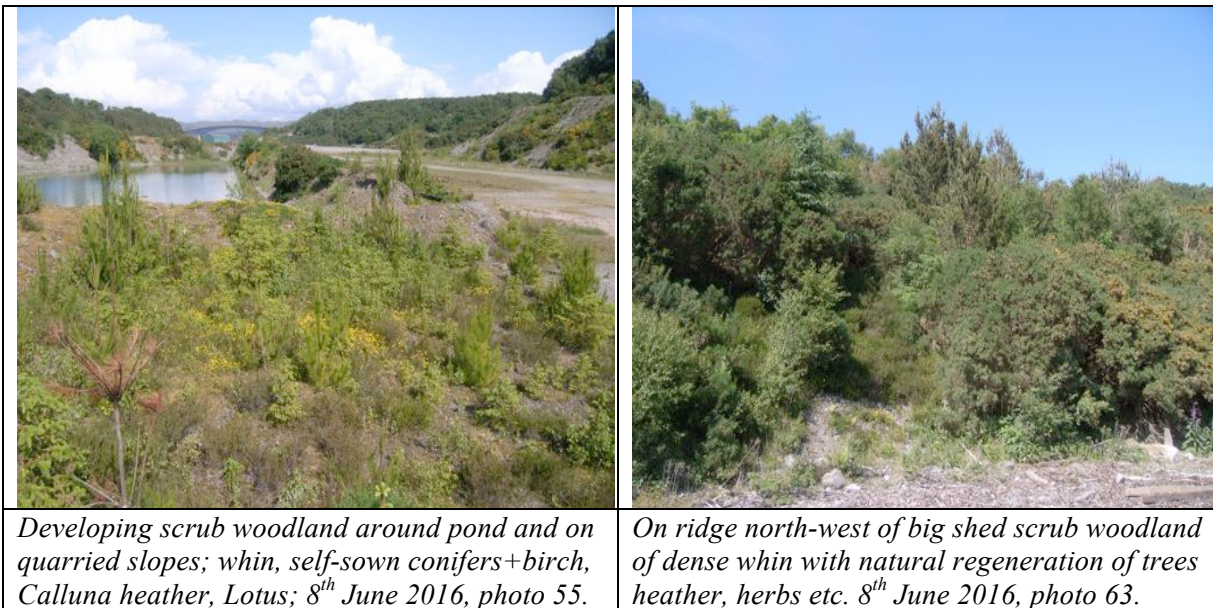 Developing scrub woodland around pond and on
quarried slopes; whin, self-sown conifers+birch,
Calluna heather, Lotus; 8th June 2016, photo 55.
On ridge north-west of big shed scrub woodland
of dense whin with natural regeneration of trees
heather, herbs etc. 8th June 2016, photo 63.